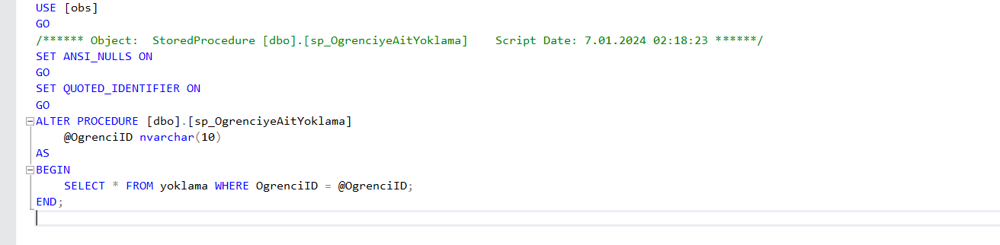 USE [obs]
GO
/****** Object:  StoredProcedure [dbo].[sp_OgrenciyeAitYoklama]    Script Date: 7.01.2024 02:18:23 ******/
SET ANSI_NULLS ON
GO
SET QUOTED_IDENTIFIER ON
GO
ALTER PROCEDURE [dbo].[sp_OgrenciyeAitYoklama]
    @OgrenciID nvarchar(10)
AS
BEGIN
    SELECT * FROM yoklama WHERE OgrenciID = @OgrenciID;
END;